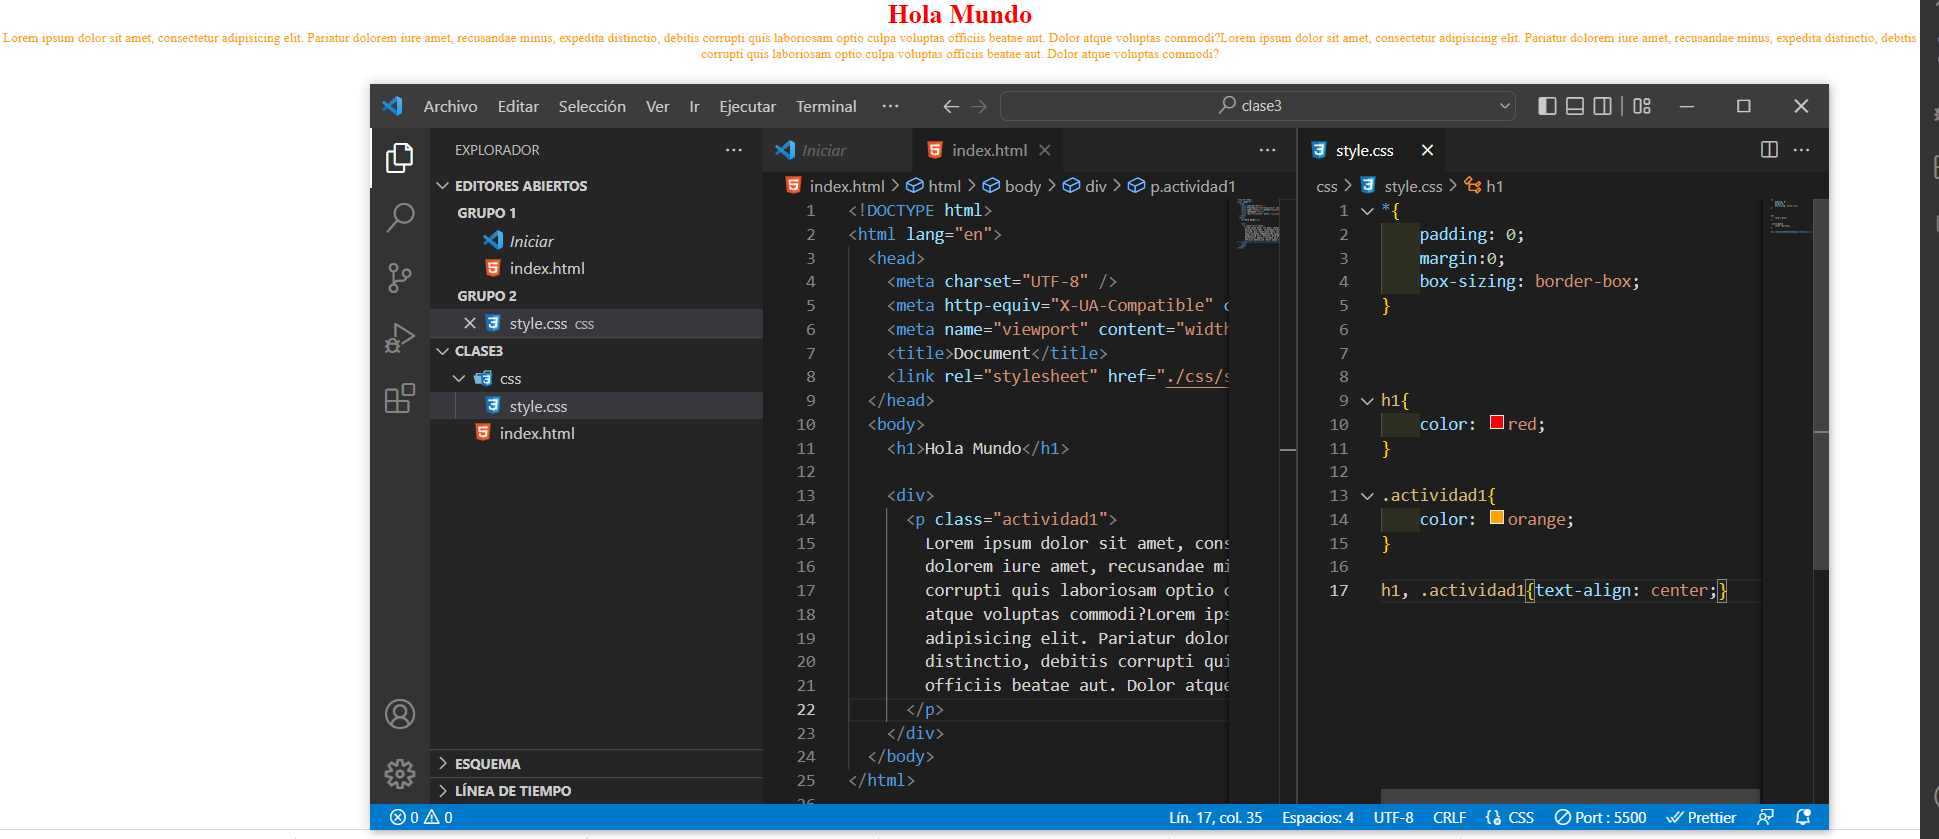 Hola Mundo
Lorem ipsum dolor sit amet, consectetur adipisicing elit. Pariatur dolorem iure amet, recusandae minus, expedita distinctio, debitis corrupti quis laboriosam optio culpa voluptas officiis beatae aut. Dolor atque voluptas commodi?Lorem ipsum dolor sit amet, consectetur adipisicing elit. Pariatur dolorem iure amet, recusandae minus, expedita distinctio, debitis
corrupti quis laboriosam optio culpa voluptas officiis beatae aut. Dolor atque voluptas commodi?
Archivo Editar Selección Ver Ir Ejecutar Terminal ··· clase3
EXPLORADOR ···
EDITORES ABIERTOS
GRUPO 1
Iniciar
index.html
GRUPO 2
style.css css
CLASE3
css
style.css
index.html
ESQUEMA
LÍNEA DE TIEMPO
Iniciar index.html ···
index.html > html > body > div > p.actividad1
1 <!DOCTYPE html>
2 <html lang="en">
3 <head>
4 <meta charset="UTF-8" />
5 <meta http-equiv="X-UA-Compatible" c
6 <meta name="viewport" content="width
7 <title>Document</title>
8 <link rel="stylesheet" href="./css/s
9 </head>
10 <body>
11 <h1>Hola Mundo</h1>
12
13 <div>
14 <p class="actividad1">
15 Lorem ipsum dolor sit amet, cons
16 dolorem iure amet, recusandae mi
17 corrupti quis laboriosam optio c
18 atque voluptas commodi?Lorem ips
19 adipisicing elit. Pariatur dolor
20 distinctio, debitis corrupti qui
21 officiis beatae aut. Dolor atque
22 </p>
23 </div>
24 </body>
25 </html>
26
style.css ···
css > style.css > h1
1 *{
2 padding: 0;
3 margin:0;
4 box-sizing: border-box;
5 }
6
7
8
9 h1{
10 color: red;
11 }
12
13 .actividad1{
14 color: orange;
15 }
16
17 h1, .actividad1{text-align: center;}
0 0 Lín. 17, col. 35 Espacios: 4 UTF-8 CRLF CSS Port : 5500 Prettier